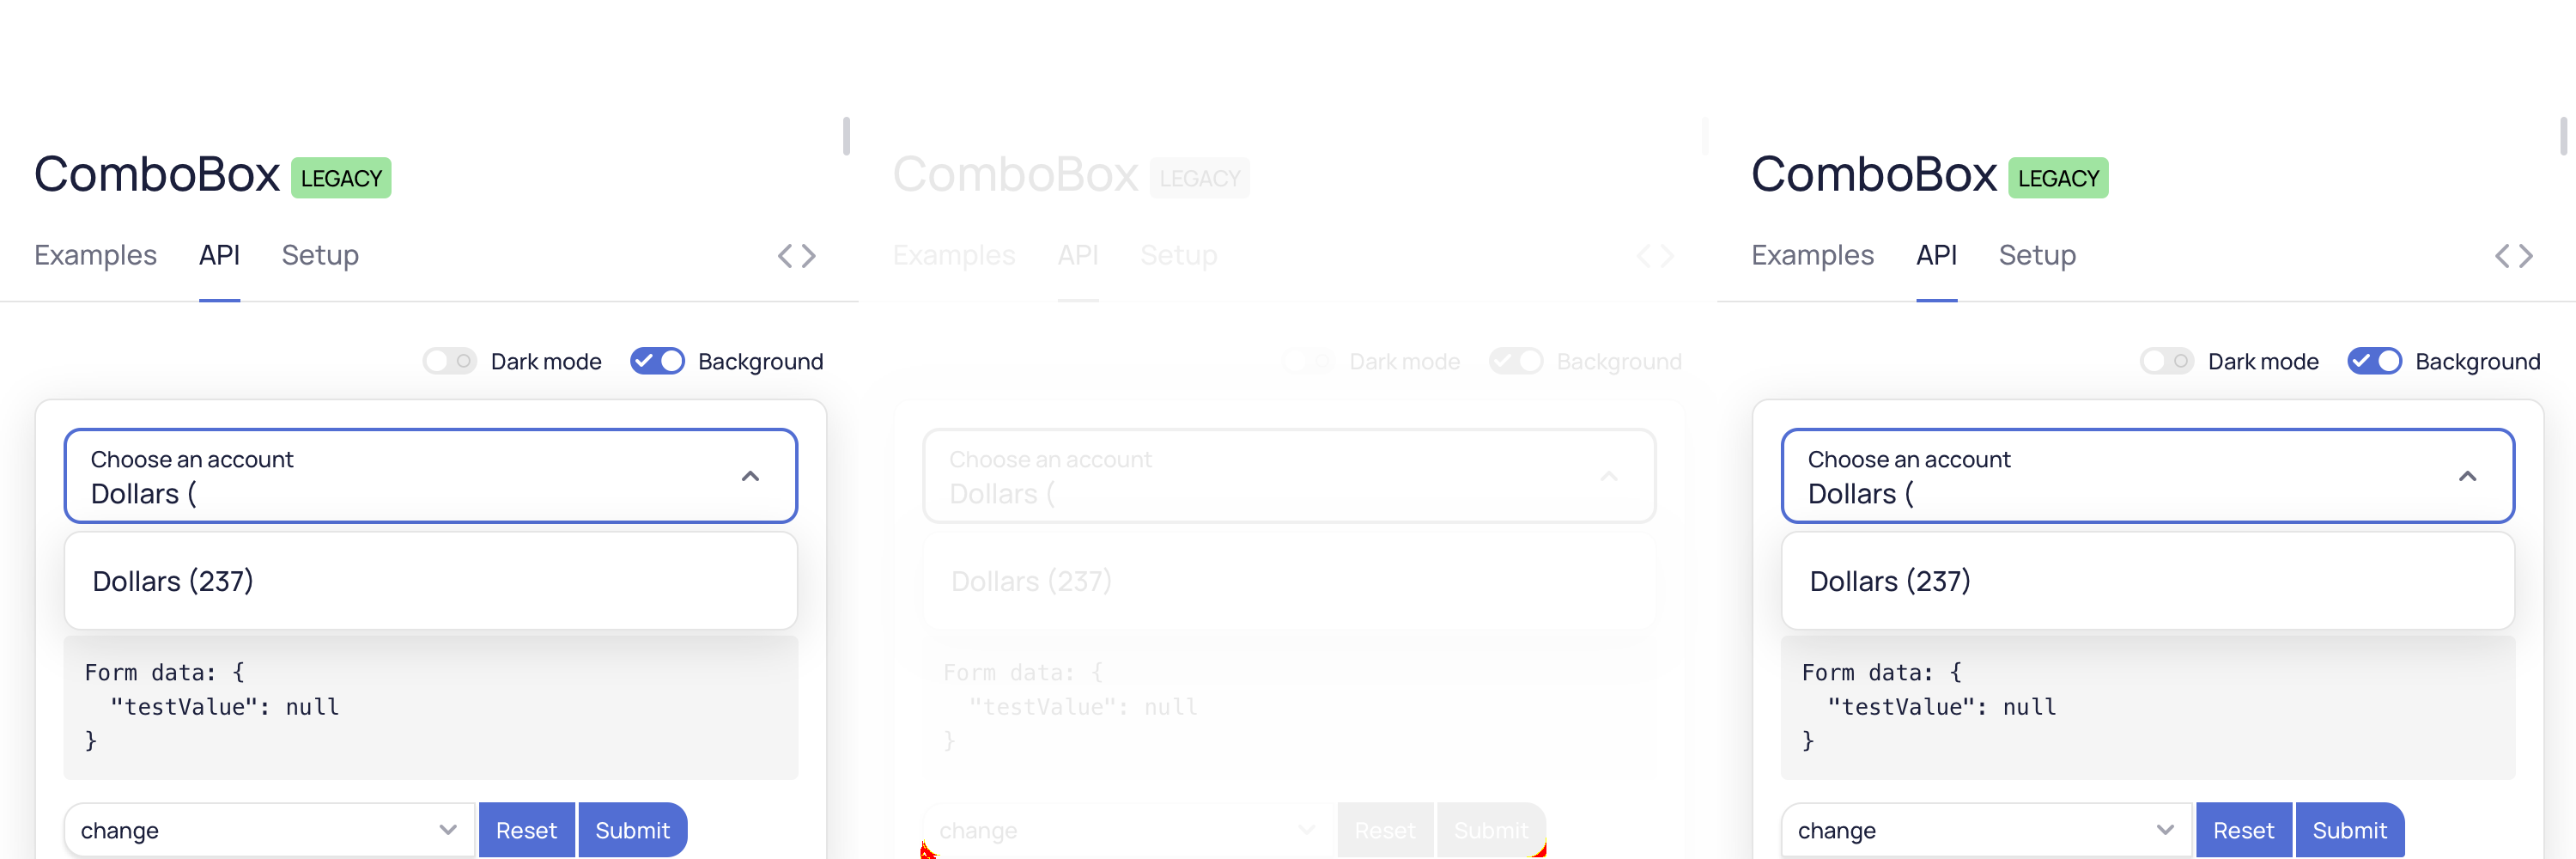 ComboBox LEGACY
Examples API Setup
Dark mode Background
Choose an account
Dollars (
Dollars (237)
Form data: {
"testValue": null
}
change Reset Submit
ComboBox LEGACY
Examples API Setup
Dark mode Background
Choose an account
Dollars (
Dollars (237)
Form data: {
"testValue": null
}
change Reset Submit
ComboBox LEGACY
Examples API Setup
Dark mode Background
Choose an account
Dollars (
Dollars (237)
Form data: {
"testValue": null
}
change Reset Submit